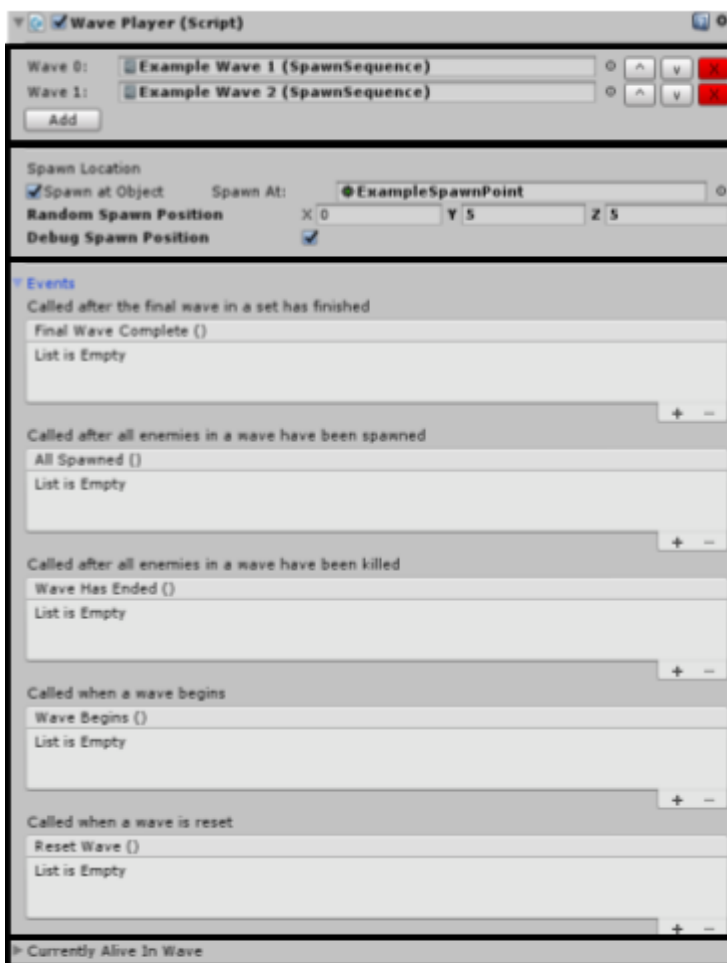 Wave Player (Script)
Wave 0: Example Wave 1 (SpawnSequence) ^ v X
Wave 1: Example Wave 2 (SpawnSequence) ^ v X
Add
Spawn Location
Spawn at Object Spawn At: ExampleSpawnPoint
Random Spawn Position X 0 Y 5 Z 5
Debug Spawn Position
Events
Called after the final wave in a set has finished
Final Wave Complete ()
List is Empty
+ −
Called after all enemies in a wave have been spawned
All Spawned ()
List is Empty
+ −
Called after all enemies in a wave have been killed
Wave Has Ended ()
List is Empty
+ −
Called when a wave begins
Wave Begins ()
List is Empty
+ −
Called when a wave is reset
Reset Wave ()
List is Empty
+ −
Currently Alive In Wave